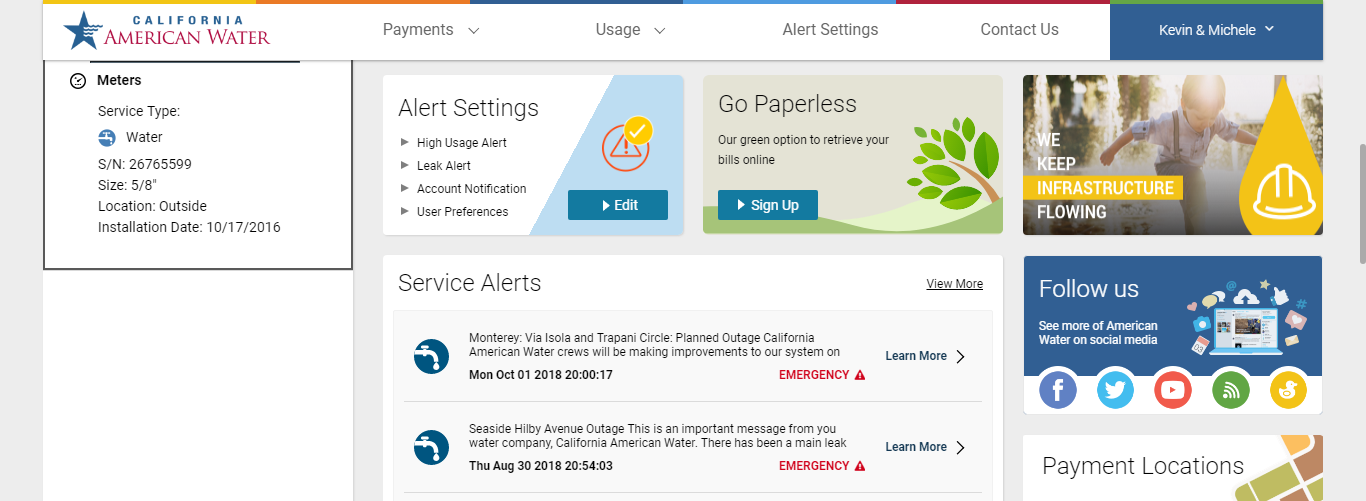 CALIFORNIA
AMERICAN WATER
Payments
Usage
Alert Settings
Contact Us
Kevin & Michele
Meters
Service Type:
Water
S/N: 26765599
Size: 5/8"
Location: Outside
Installation Date: 10/17/2016
Alert Settings
High Usage Alert
Leak Alert
Account Notification
User Preferences
Edit
Go Paperless
Our green option to retrieve your
bills online
Sign Up
WE
KEEP
INFRASTRUCTURE
FLOWING
Service Alerts
View More
Monterey: Via Isola and Trapani Circle: Planned Outage California
American Water crews will be making improvements to our system on
Mon Oct 01 2018 20:00:17
EMERGENCY
Learn More
Seaside Hilby Avenue Outage This is an important message from you
water company, California American Water. There has been a main leak
Thu Aug 30 2018 20:54:03
EMERGENCY
Learn More
Follow us
See more of American
Water on social media
Payment Locations